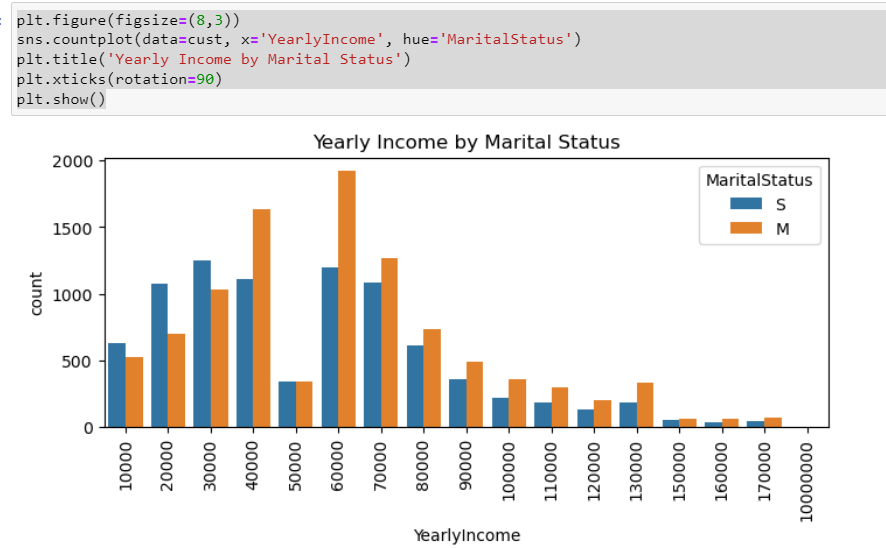 plt.figure(figsize=(8,3))
sns.countplot(data=cust, x='YearlyIncome', hue='MaritalStatus')
plt.title('Yearly Income by Marital Status')
plt.xticks(rotation=90)
plt.show()
Yearly Income by Marital Status
MaritalStatus
S
M
2000
1500
1000
500
0
count
10000
20000
30000
40000
50000
60000
70000
80000
90000
100000
110000
120000
130000
150000
160000
170000
10000000
YearlyIncome